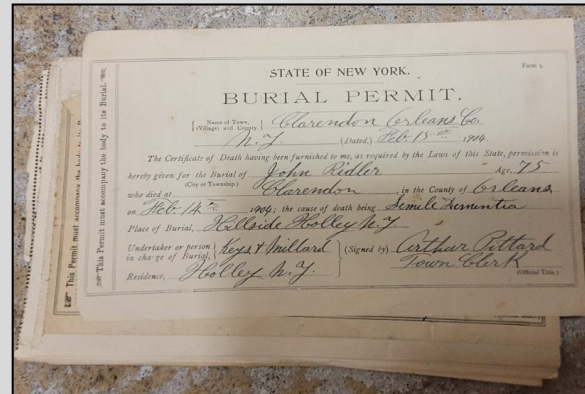 Form 5.
STATE OF NEW YORK.
BURIAL PERMIT.
Name of Town, (Village) and County, Clarendon Orleans Co.
N. Y. (Dated,) Feb. 15th 1904.
The Certificate of Death having been furnished to me, as required by the Laws of this State, permission is
hereby given for the Burial of John Ridler Age, 75
(City or Township.)
who died at Clarendon, in the County of Orleans
on Feb. 14th 1904; the cause of death being Senile Dementia
Place of Burial, Hillside Holley N.Y.
Undertaker or person in charge of Burial, Keys & Millard (Signed by) Arthur Pittard
Town Clerk
Residence, Holley N.Y. (Official Title.)
This Permit must accompany the body to its Burial.
This Permit must accompany the body to its